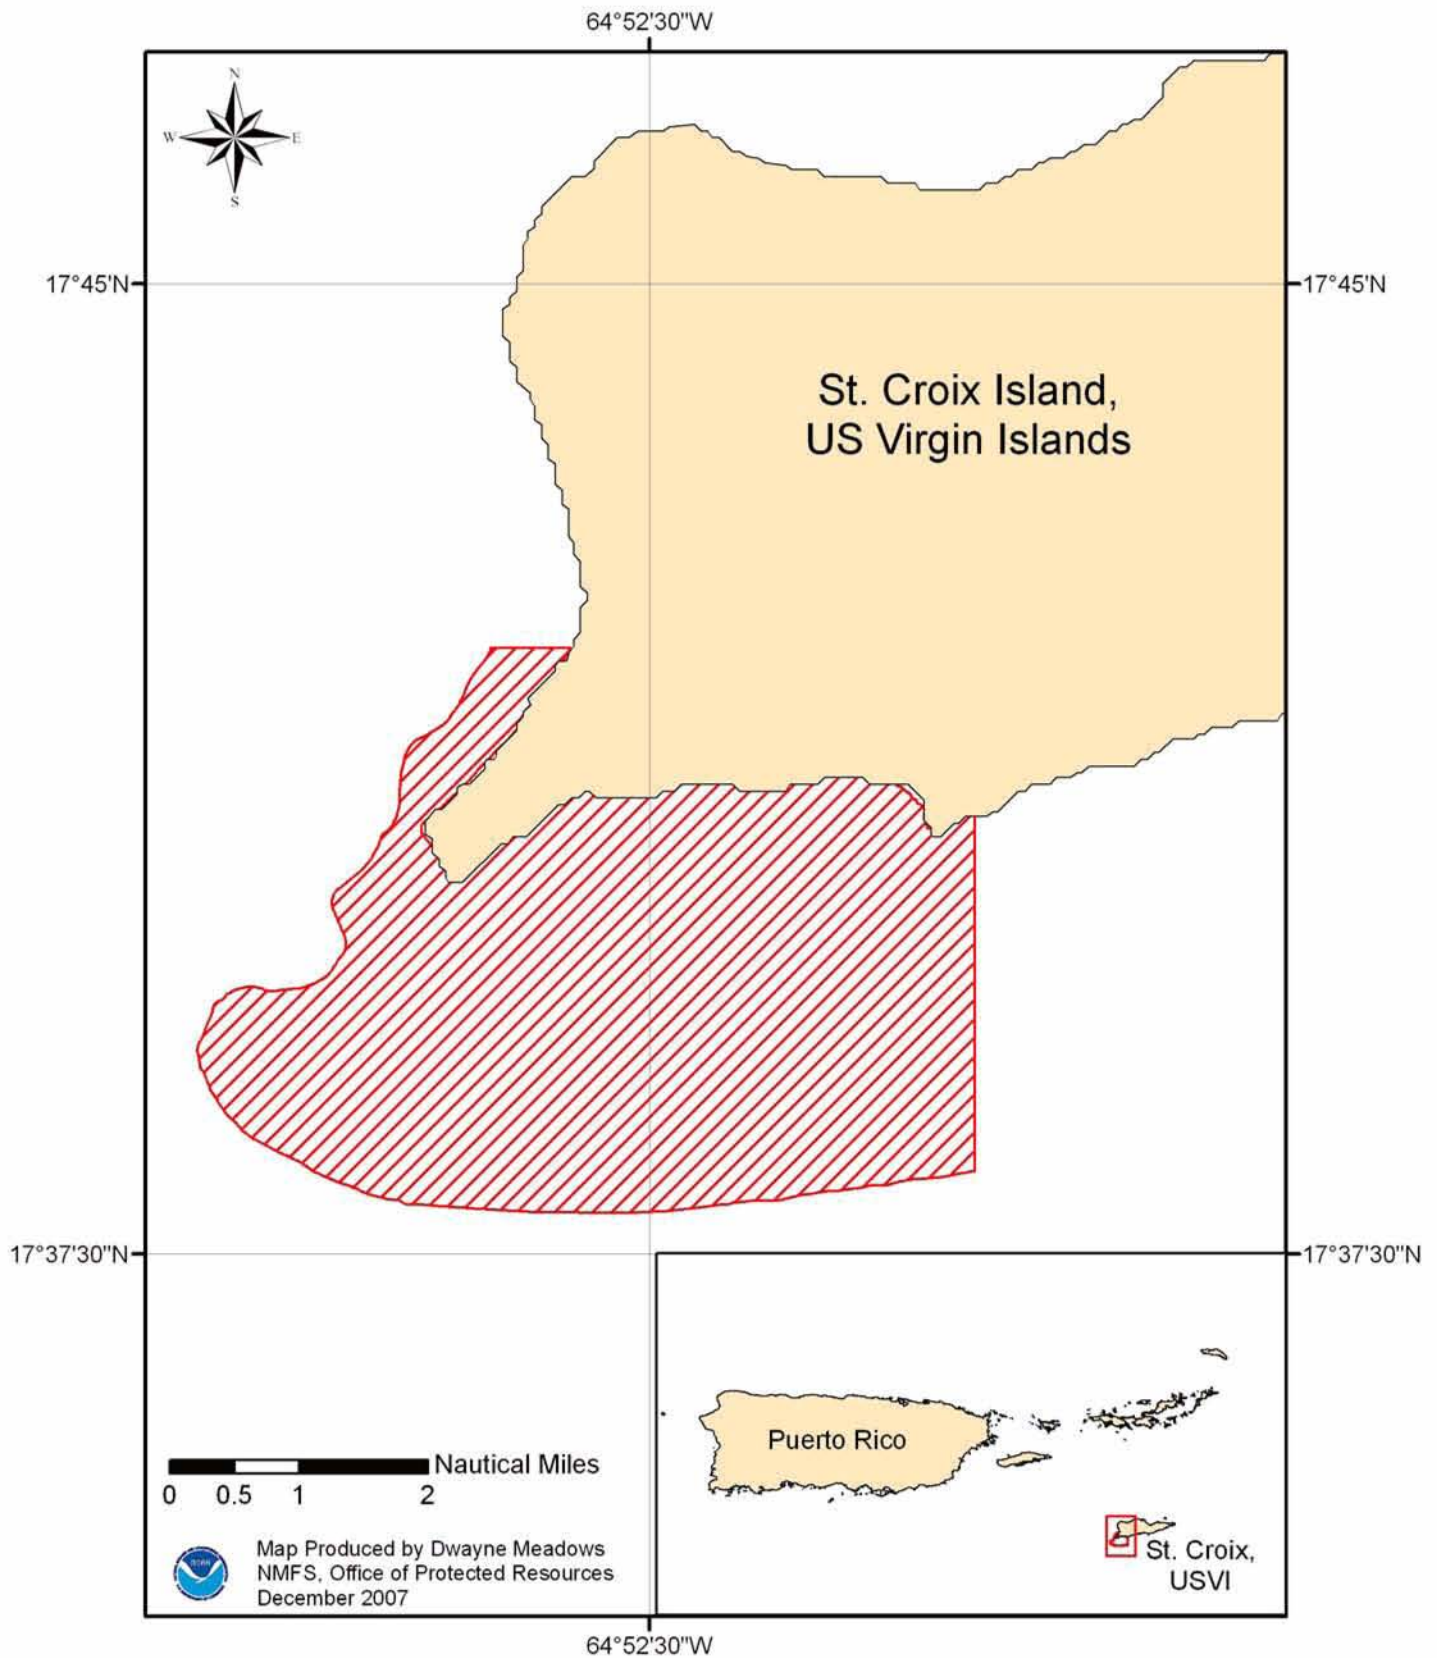 64°52'30"W
N
W E
S
17°45'N 17°45'N
St. Croix Island,
US Virgin Islands
17°37'30"N 17°37'30"N
Puerto Rico
St. Croix,
USVI
Nautical Miles
0 0.5 1 2
NOAA
Map Produced by Dwayne Meadows
NMFS, Office of Protected Resources
December 2007
64°52'30"W